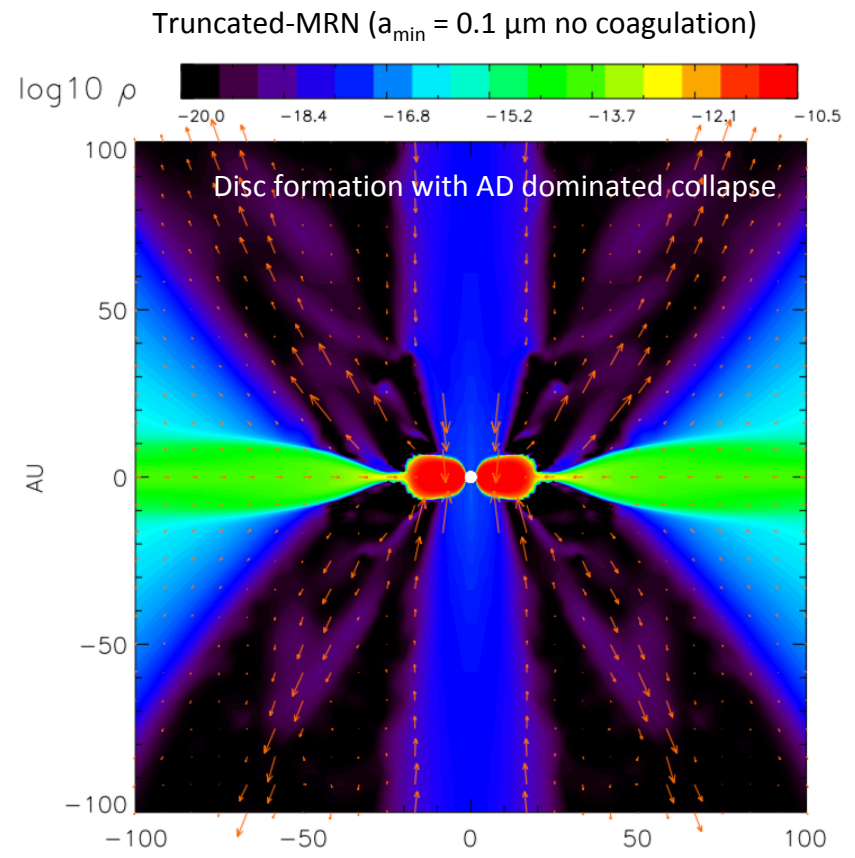 Truncated-MRN (a_min = 0.1 μm no coagulation)
log10 ρ
−20.0 −18.4 −16.8 −15.2 −13.7 −12.1 −10.5
Disc formation with AD dominated collapse
100
50
0
−50
−100
AU
−100 −50 0 50 100